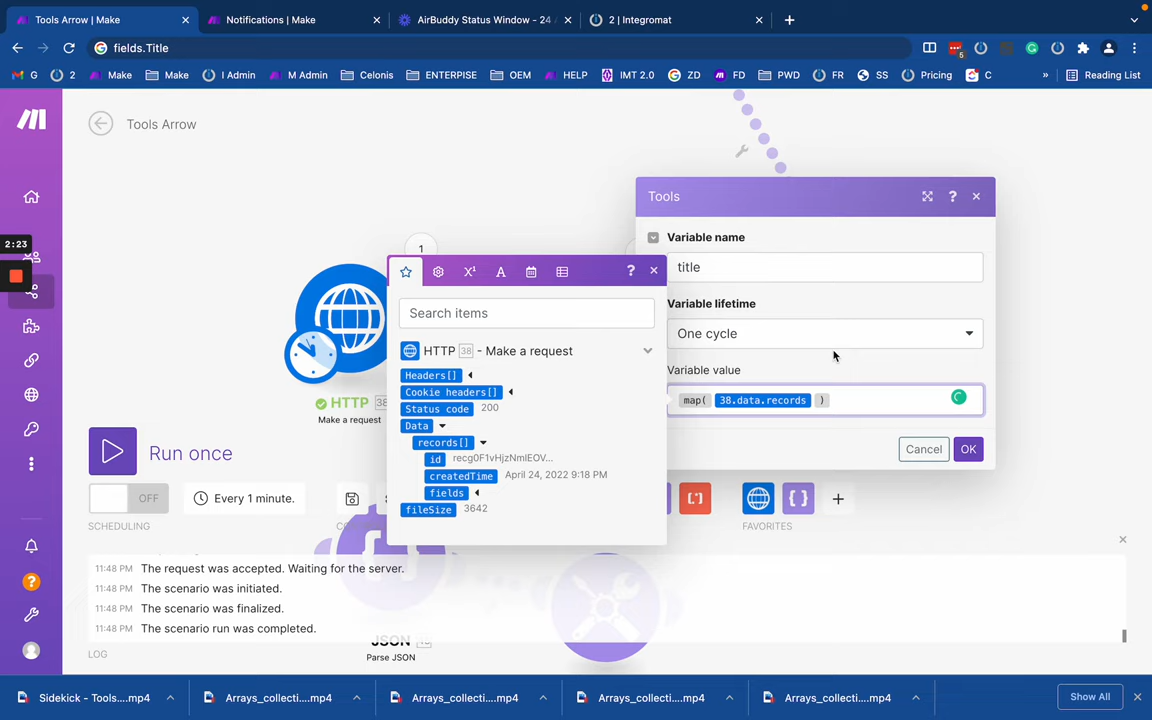 Tools Arrow | Make
Notifications | Make
AirBuddy Status Window - 24
2 | Integromat
fields.Title
5
G
2
Make
Make
I Admin
M Admin
Celonis
ENTERPISE
OEM
HELP
IMT 2.0
ZD
FD
PWD
FR
SS
Pricing
C
»
Reading List
Tools Arrow
2:23
Tools
?
Variable name
title
Variable lifetime
One cycle
Variable value
map( 38.data.records )
Cancel
OK
1
?
Search items
HTTP 38 - Make a request
Headers[]
Cookie headers[]
Status code 200
Data
records[]
id recg0F1vHjzNmIEOV...
createdTime April 24, 2022 9:18 PM
fields
fileSize 3642
HTTP 38
Make a request
Run once
OFF
Every 1 minute.
SCHEDULING
FAVORITES
11:48 PM The request was accepted. Waiting for the server.
11:48 PM The scenario was initiated.
11:48 PM The scenario was finalized.
11:48 PM The scenario run was completed.
LOG
JSON
Parse JSON
Sidekick - Tools....mp4
Arrays_collecti....mp4
Arrays_collecti....mp4
Arrays_collecti....mp4
Arrays_collecti....mp4
Show All